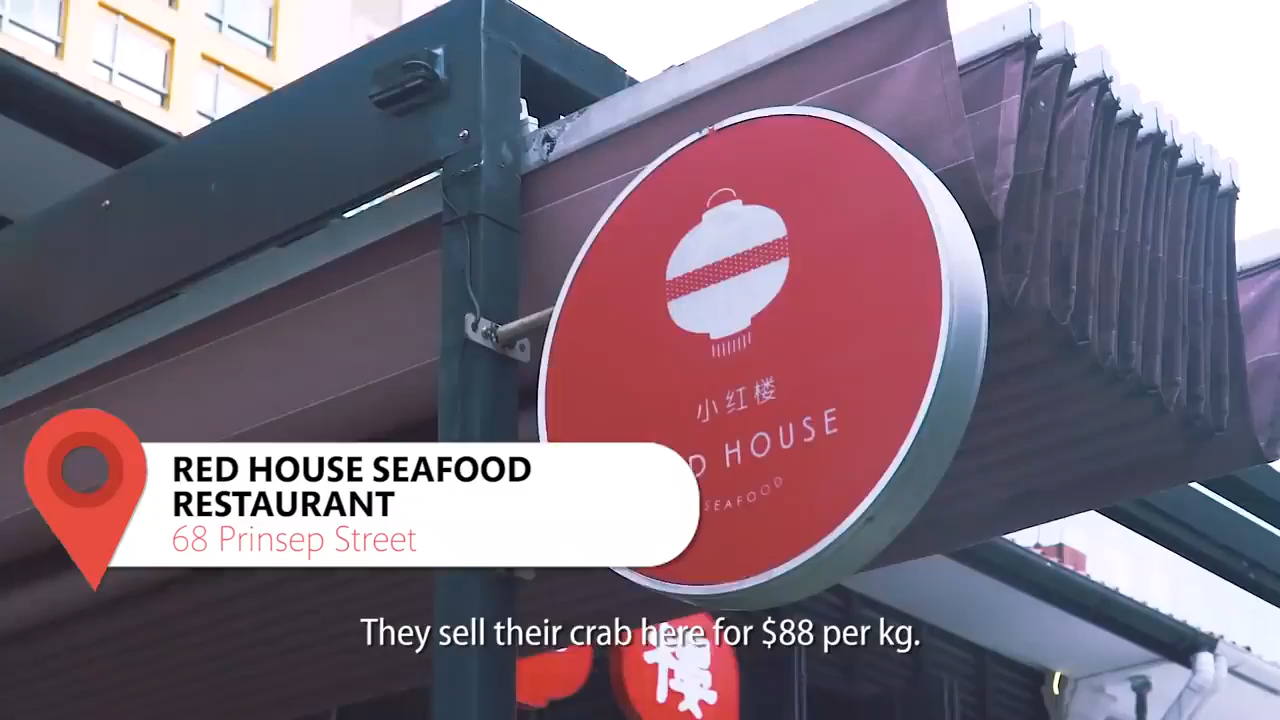 小红楼
D HOUSE
SEAFOOD
RED HOUSE SEAFOOD
RESTAURANT
68 Prinsep Street
They sell their crab here for $88 per kg.
樓